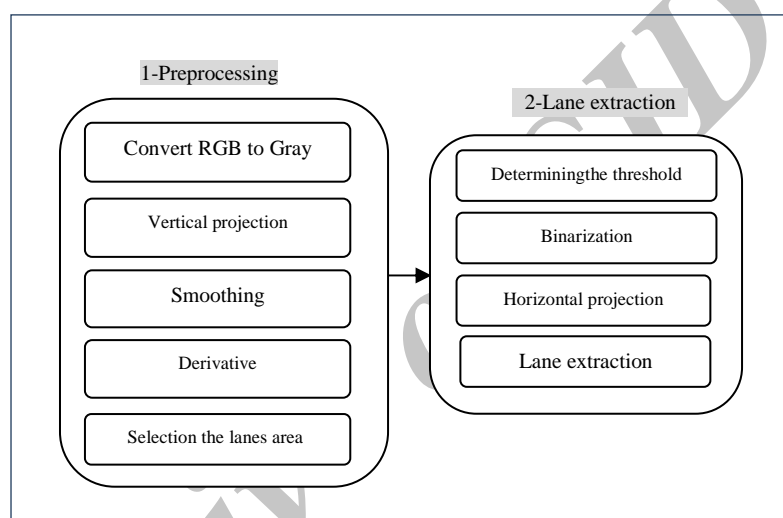 1-Preprocessing
Convert RGB to Gray
Vertical projection
Smoothing
Derivative
Selection the lanes area
2-Lane extraction
Determiningthe threshold
Binarization
Horizontal projection
Lane extraction